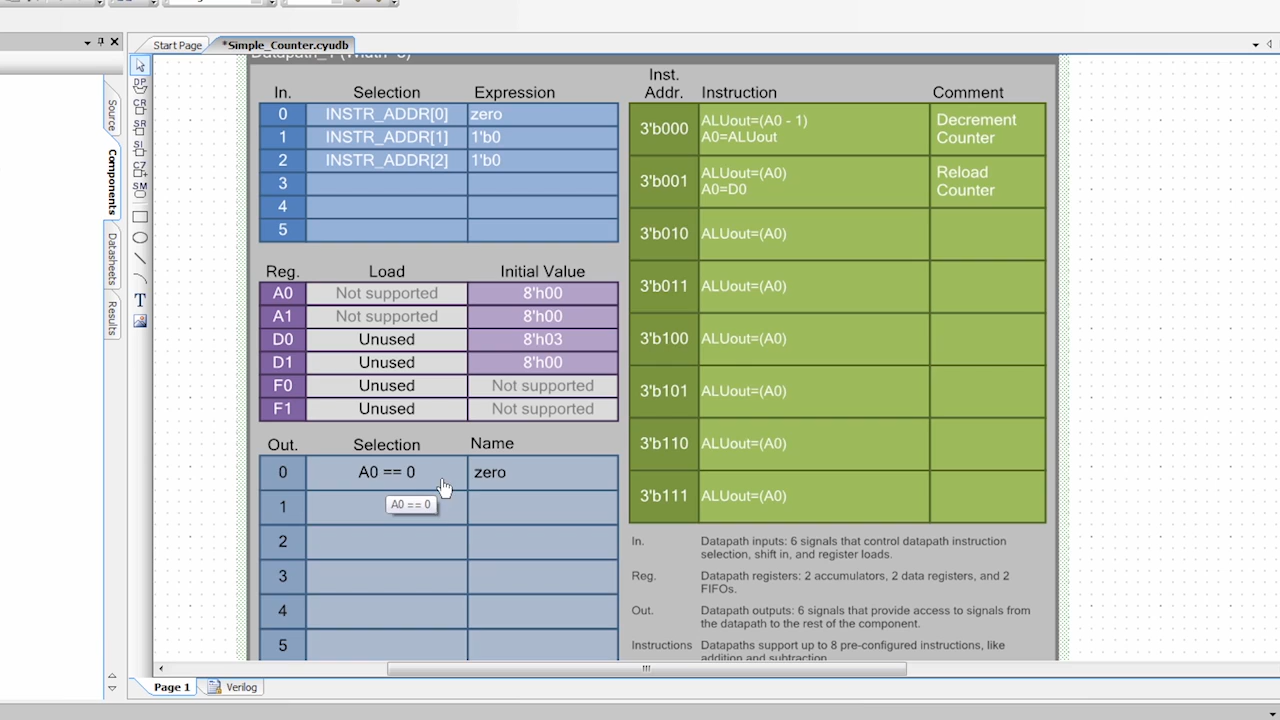 Start Page
*Simple_Counter.cyudb
Source
Components
Datasheets
Results
DP
CR
SR
SI
C7
SM
T
In. Selection Expression
0 INSTR_ADDR[0] zero
1 INSTR_ADDR[1] 1'b0
2 INSTR_ADDR[2] 1'b0
3
4
5
Reg. Load Initial Value
A0 Not supported 8'h00
A1 Not supported 8'h00
D0 Unused 8'h03
D1 Unused 8'h00
F0 Unused Not supported
F1 Unused Not supported
Out. Selection Name
0 A0 == 0 zero
A0 == 0
1
2
3
4
5
Inst.
Addr. Instruction Comment
3'b000 ALUout=(A0 - 1)
A0=ALUout
Decrement
Counter
3'b001 ALUout=(A0)
A0=D0
Reload
Counter
3'b010 ALUout=(A0)
3'b011 ALUout=(A0)
3'b100 ALUout=(A0)
3'b101 ALUout=(A0)
3'b110 ALUout=(A0)
3'b111 ALUout=(A0)
In. Datapath inputs: 6 signals that control datapath instruction
selection, shift in, and register loads.
Reg. Datapath registers: 2 accumulators, 2 data registers, and 2
FIFOs.
Out. Datapath outputs: 6 signals that provide access to signals from
the datapath to the rest of the component.
Instructions Datapaths support up to 8 pre-configured instructions, like
addition and subtraction
Page 1
Verilog